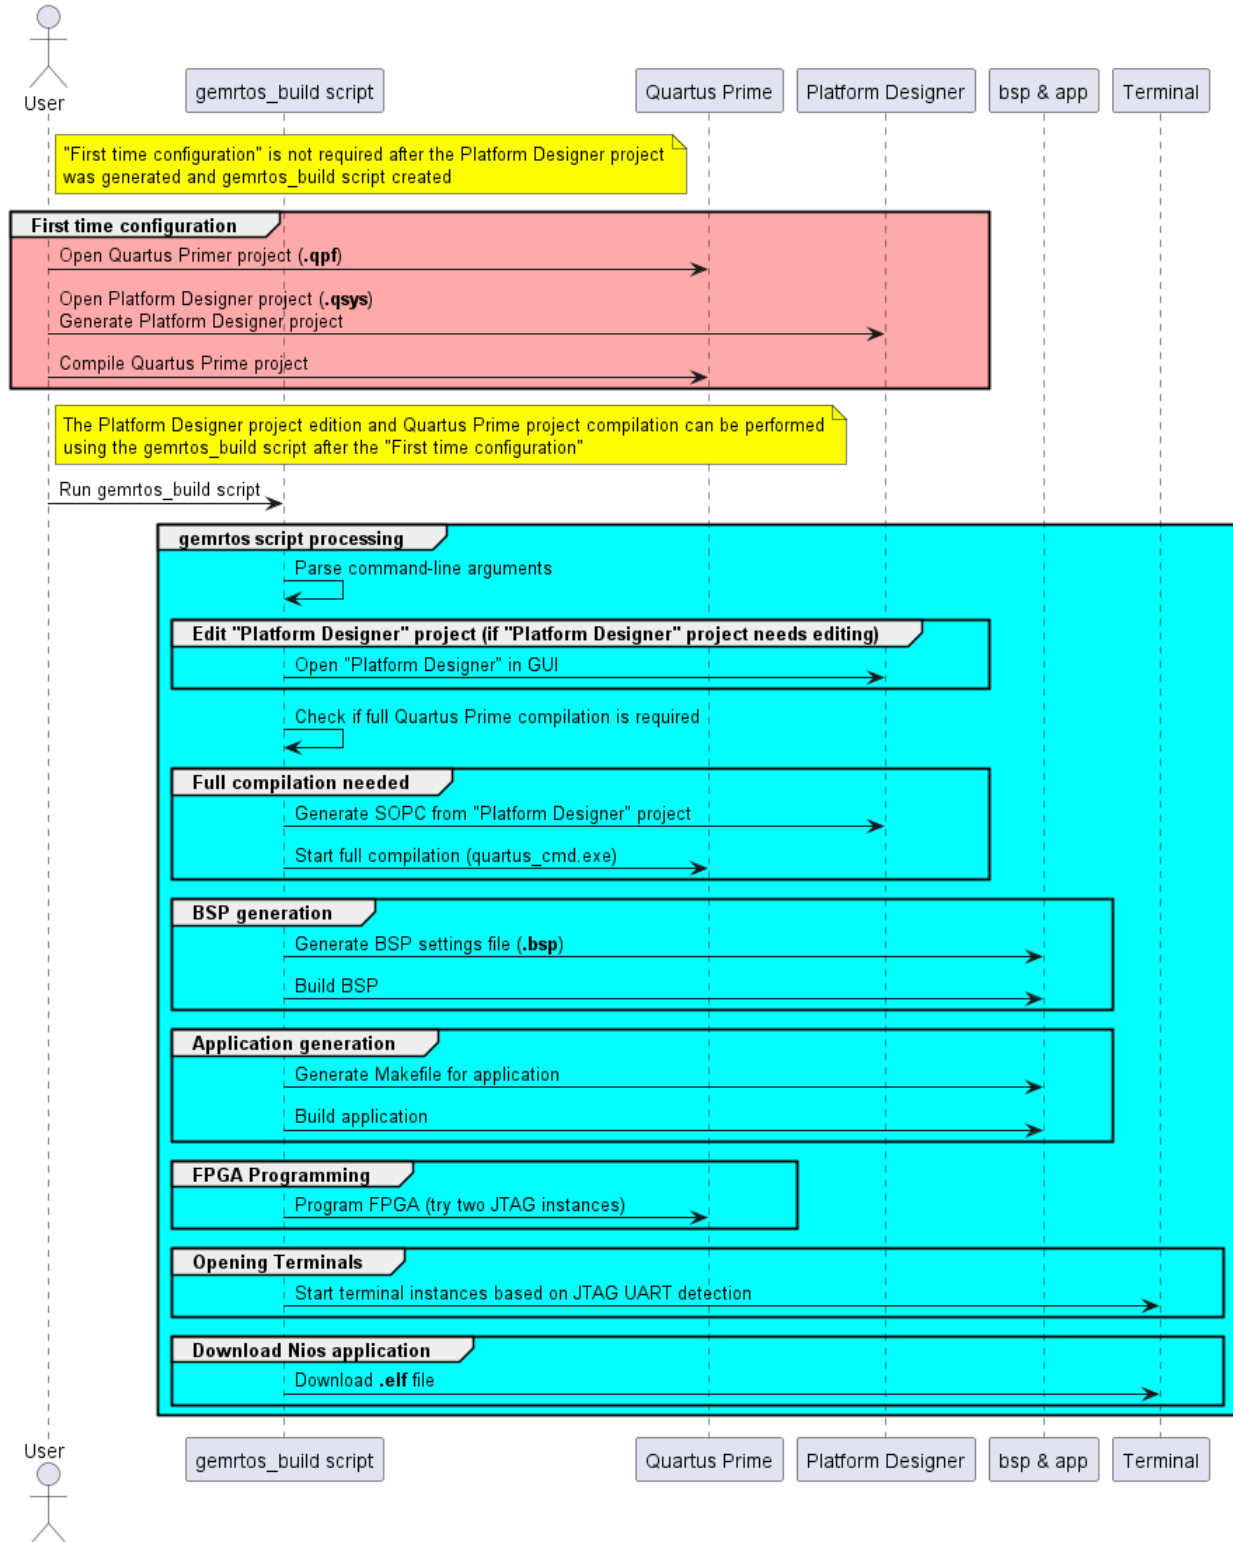 User
gemrtos_build script
Quartus Prime
Platform Designer
bsp & app
Terminal
"First time configuration" is not required after the Platform Designer project
was generated and gemrtos_build script created
First time configuration
Open Quartus Primer project (.qpf)
Open Platform Designer project (.qsys)
Generate Platform Designer project
Compile Quartus Prime project
The Platform Designer project edition and Quartus Prime project compilation can be performed
using the gemrtos_build script after the "First time configuration"
Run gemrtos_build script
gemrtos script processing
Parse command-line arguments
Edit "Platform Designer" project (if "Platform Designer" project needs editing)
Open "Platform Designer" in GUI
Check if full Quartus Prime compilation is required
Full compilation needed
Generate SOPC from "Platform Designer" project
Start full compilation (quartus_cmd.exe)
BSP generation
Generate BSP settings file (.bsp)
Build BSP
Application generation
Generate Makefile for application
Build application
FPGA Programming
Program FPGA (try two JTAG instances)
Opening Terminals
Start terminal instances based on JTAG UART detection
Download Nios application
Download .elf file
User
gemrtos_build script
Quartus Prime
Platform Designer
bsp & app
Terminal